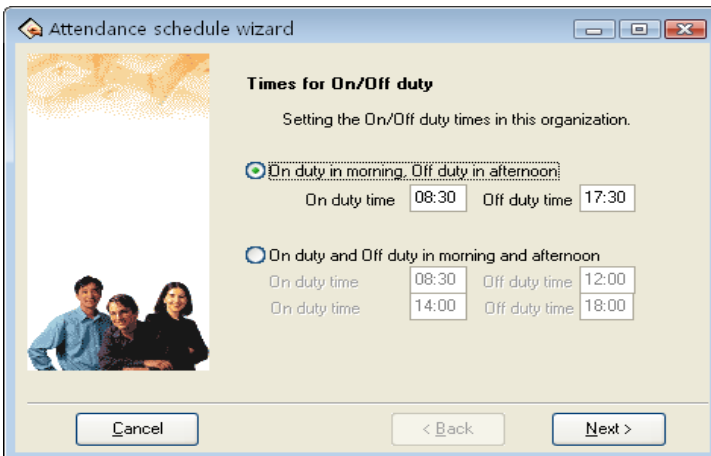 Attendance schedule wizard
Times for On/Off duty
Setting the On/Off duty times in this organization.
On duty in morning, Off duty in afternoon
On duty time 08:30 Off duty time 17:30
On duty and Off duty in morning and afternoon
On duty time 08:30 Off duty time 12:00
On duty time 14:00 Off duty time 18:00
Cancel < Back Next >